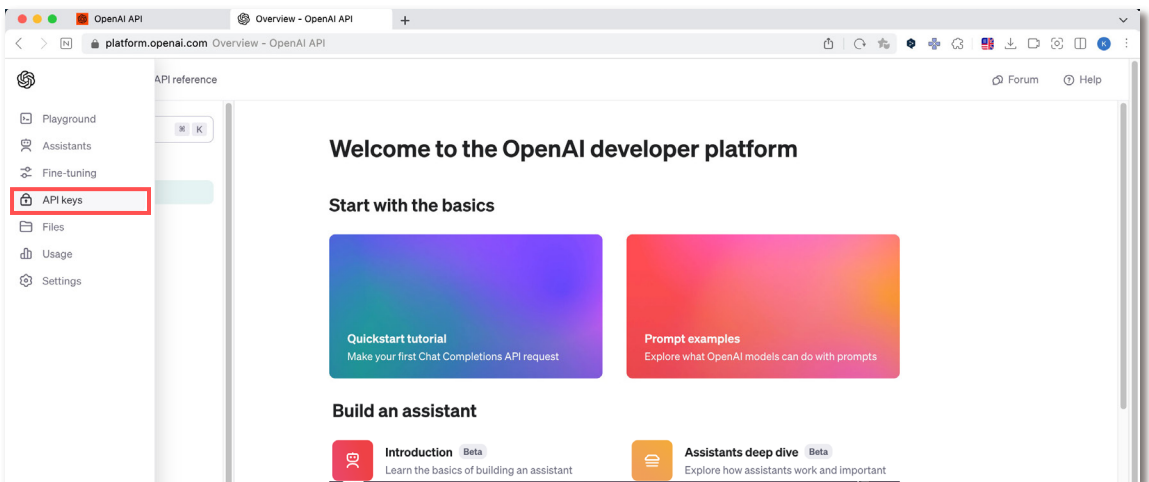 OpenAI API
Overview - OpenAI API
platform.openai.com Overview - OpenAI API
K
API reference
Forum
Help
Playground
Assistants
Fine-tuning
API keys
Files
Usage
Settings
⌘ K
Welcome to the OpenAI developer platform
Start with the basics
Quickstart tutorial
Make your first Chat Completions API request
Prompt examples
Explore what OpenAI models can do with prompts
Build an assistant
Introduction Beta
Learn the basics of building an assistant
Assistants deep dive Beta
Explore how assistants work and important